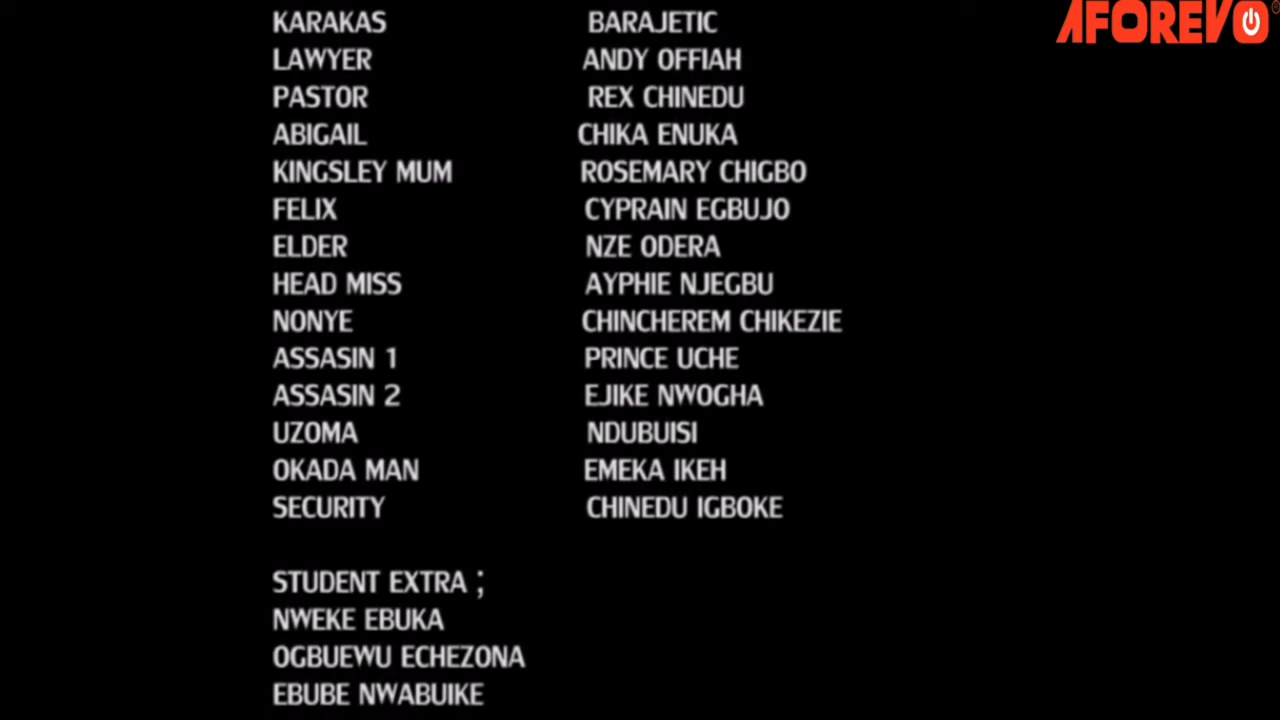 AFOREVO®
KARAKAS BARAJETIC
LAWYER ANDY OFFIAH
PASTOR REX CHINEDU
ABIGAIL CHIKA ENUKA
KINGSLEY MUM ROSEMARY CHIGBO
FELIX CYPRAIN EGBUJO
ELDER NZE ODERA
HEAD MISS AYPHIE NJEGBU
NONYE CHINCHEREM CHIKEZIE
ASSASIN 1 PRINCE UCHE
ASSASIN 2 EJIKE NWOGHA
UZOMA NDUBUISI
OKADA MAN EMEKA IKEH
SECURITY CHINEDU IGBOKE
STUDENT EXTRA ;
NWEKE EBUKA
OGBUEWU ECHEZONA
EBUBE NWABUIKE